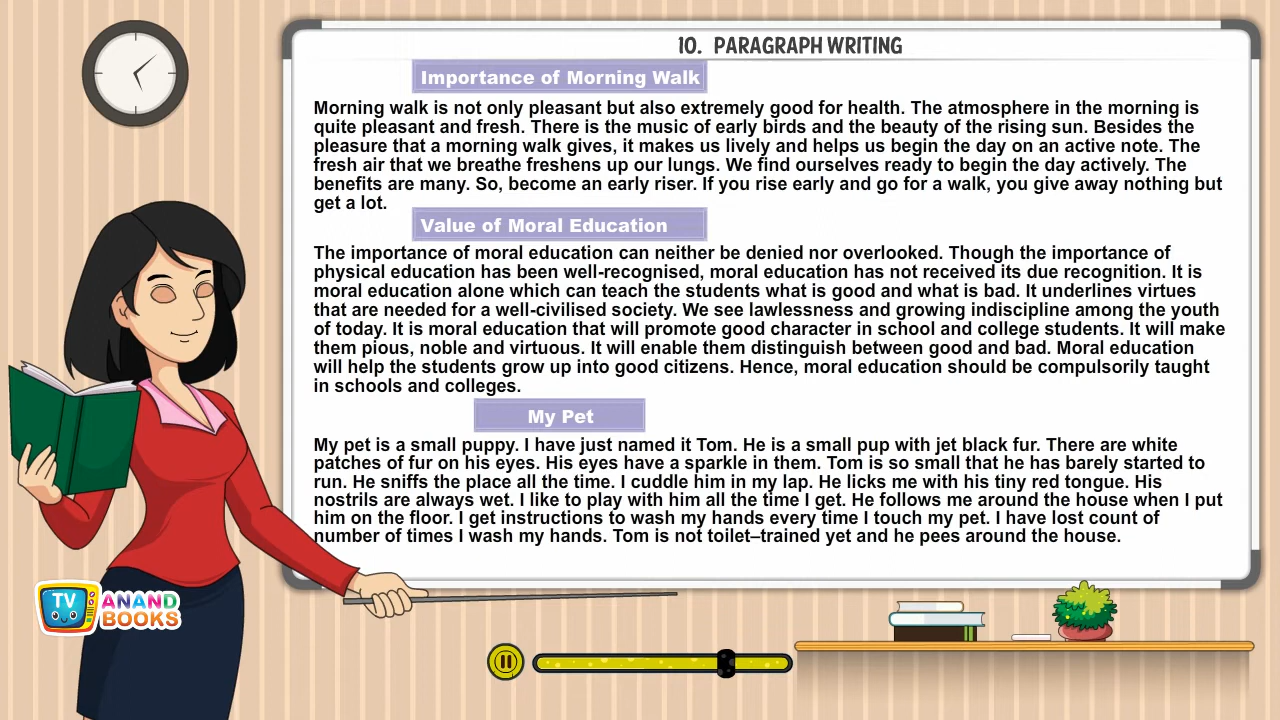 10. PARAGRAPH WRITING
Importance of Morning Walk
Morning walk is not only pleasant but also extremely good for health. The atmosphere in the morning is
quite pleasant and fresh. There is the music of early birds and the beauty of the rising sun. Besides the
pleasure that a morning walk gives, it makes us lively and helps us begin the day on an active note. The
fresh air that we breathe freshens up our lungs. We find ourselves ready to begin the day actively. The
benefits are many. So, become an early riser. If you rise early and go for a walk, you give away nothing but
get a lot.
Value of Moral Education
The importance of moral education can neither be denied nor overlooked. Though the importance of
physical education has been well-recognised, moral education has not received its due recognition. It is
moral education alone which can teach the students what is good and what is bad. It underlines virtues
that are needed for a well-civilised society. We see lawlessness and growing indiscipline among the youth
of today. It is moral education that will promote good character in school and college students. It will make
them pious, noble and virtuous. It will enable them distinguish between good and bad. Moral education
will help the students grow up into good citizens. Hence, moral education should be compulsorily taught
in schools and colleges.
My Pet
My pet is a small puppy. I have just named it Tom. He is a small pup with jet black fur. There are white
patches of fur on his eyes. His eyes have a sparkle in them. Tom is so small that he has barely started to
run. He sniffs the place all the time. I cuddle him in my lap. He licks me with his tiny red tongue. His
nostrils are always wet. I like to play with him all the time I get. He follows me around the house when I put
him on the floor. I get instructions to wash my hands every time I touch my pet. I have lost count of
number of times I wash my hands. Tom is not toilet–trained yet and he pees around the house.
TV
ANAND
BOOKS